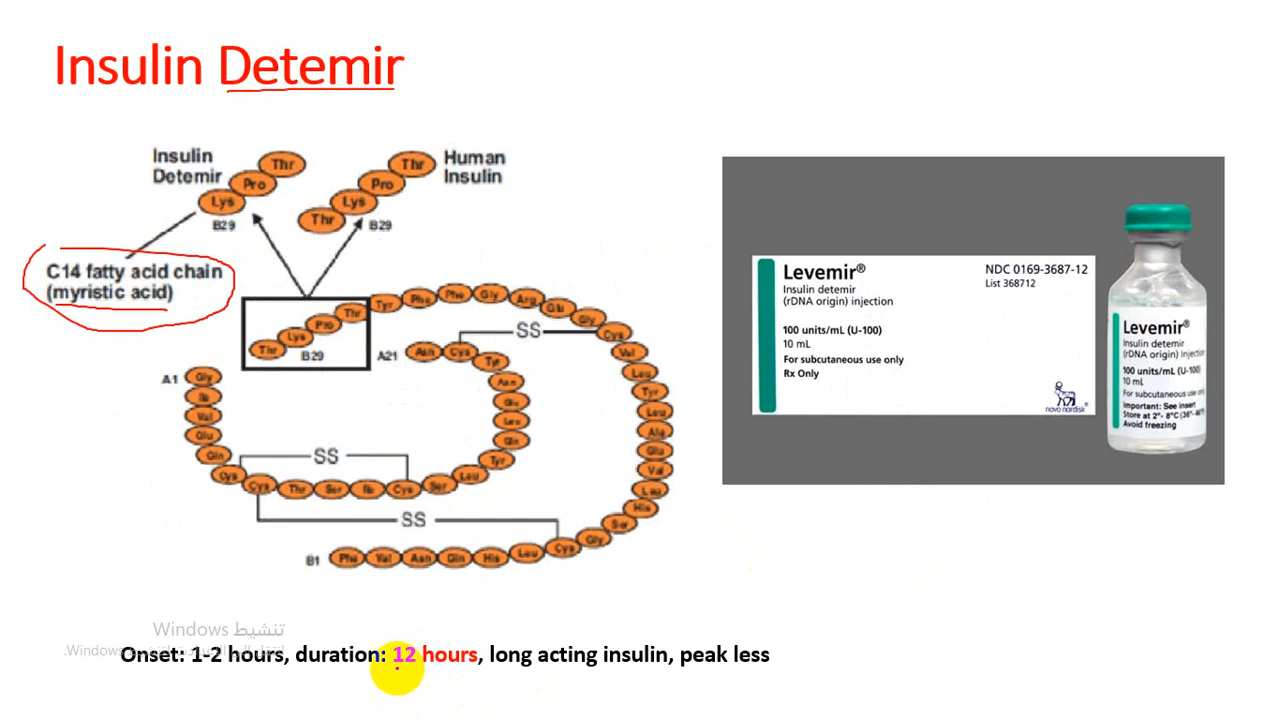 Insulin Detemir
Insulin
Detemir
Thr
Pro
Lys
B29
Human
Insulin
Thr
Pro
Lys
Thr
B29
C14 fatty acid chain
(myristic acid)
Thr Lys Pro Thr Tyr Phe Phe Gly Arg Glu Gly Cys
B29
SS
A21 Asn Cys Tyr
Val
Leu
Tyr
Leu
Ala
Glu
Val
Leu
His
Ser
Gly
A1 Gly
Ile
Val
Glu
Gln
Cys
Asn
Glu
Leu
Gln
Tyr
SS
Cys Thr Ser Ile Cys Ser Leu
SS
B1 Phe Val Asn Gln His Leu Cys
Levemir®
Insulin detemir
(rDNA origin) injection
100 units/mL (U-100)
10 mL
For subcutaneous use only
Rx Only
NDC 0169-3687-12
List 368712
novo nordisk®
Levemir®
Insulin detemir
(rDNA origin) Injection
100 units/mL (U-100)
10 mL
For subcutaneous use only
Important: See insert
Store at 2°- 8°C (36°- 46°F)
Avoid freezing
تنشيط Windows
Windows.
Onset: 1-2 hours, duration: 12 hours, long acting insulin, peak less